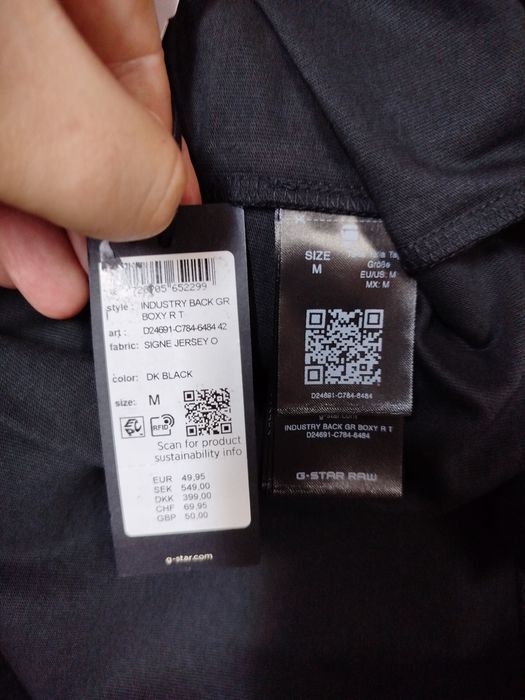 652299
style : INDUSTRY BACK GR
BOXY R T
art : D24691-C784-6484 42
fabric: SIGNE JERSEY O
color: DK BLACK
size: M
RFID
Scan for product
sustainability info
EUR 49,95
SEK 549,00
DKK 399,00
CHF 69,95
GBP 50,00
g-star.com
SIZE
M
Größe
EU/US: M
MX: M
D24691-C784-6484
g-star.com
INDUSTRY BACK GR BOXY R T
D24691-C784-6484
G-STAR RAW